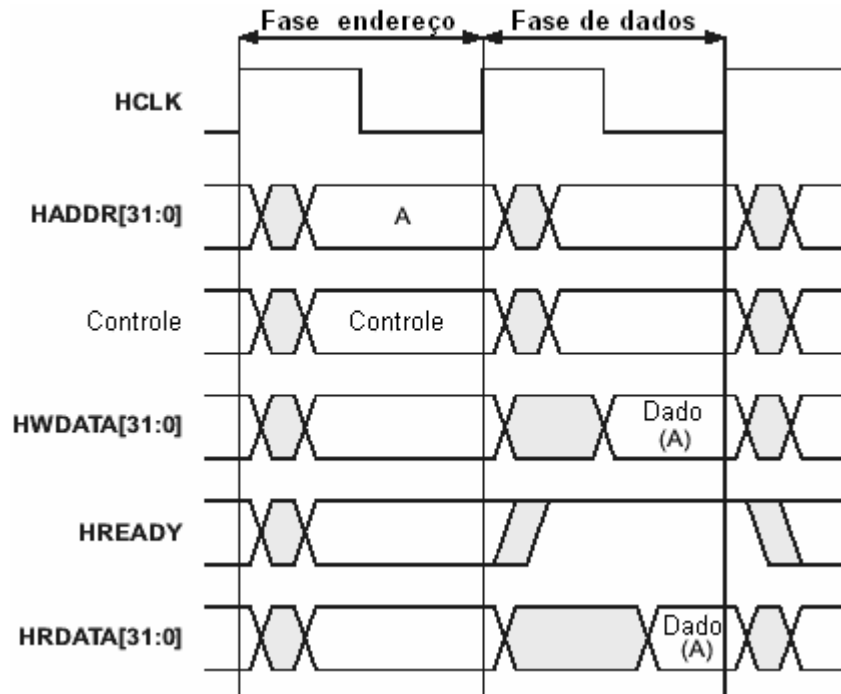 Fase endereço
Fase de dados
HCLK
HADDR[31:0]
A
Controle
Controle
HWDATA[31:0]
Dado
(A)
HREADY
HRDATA[31:0]
Dado
(A)